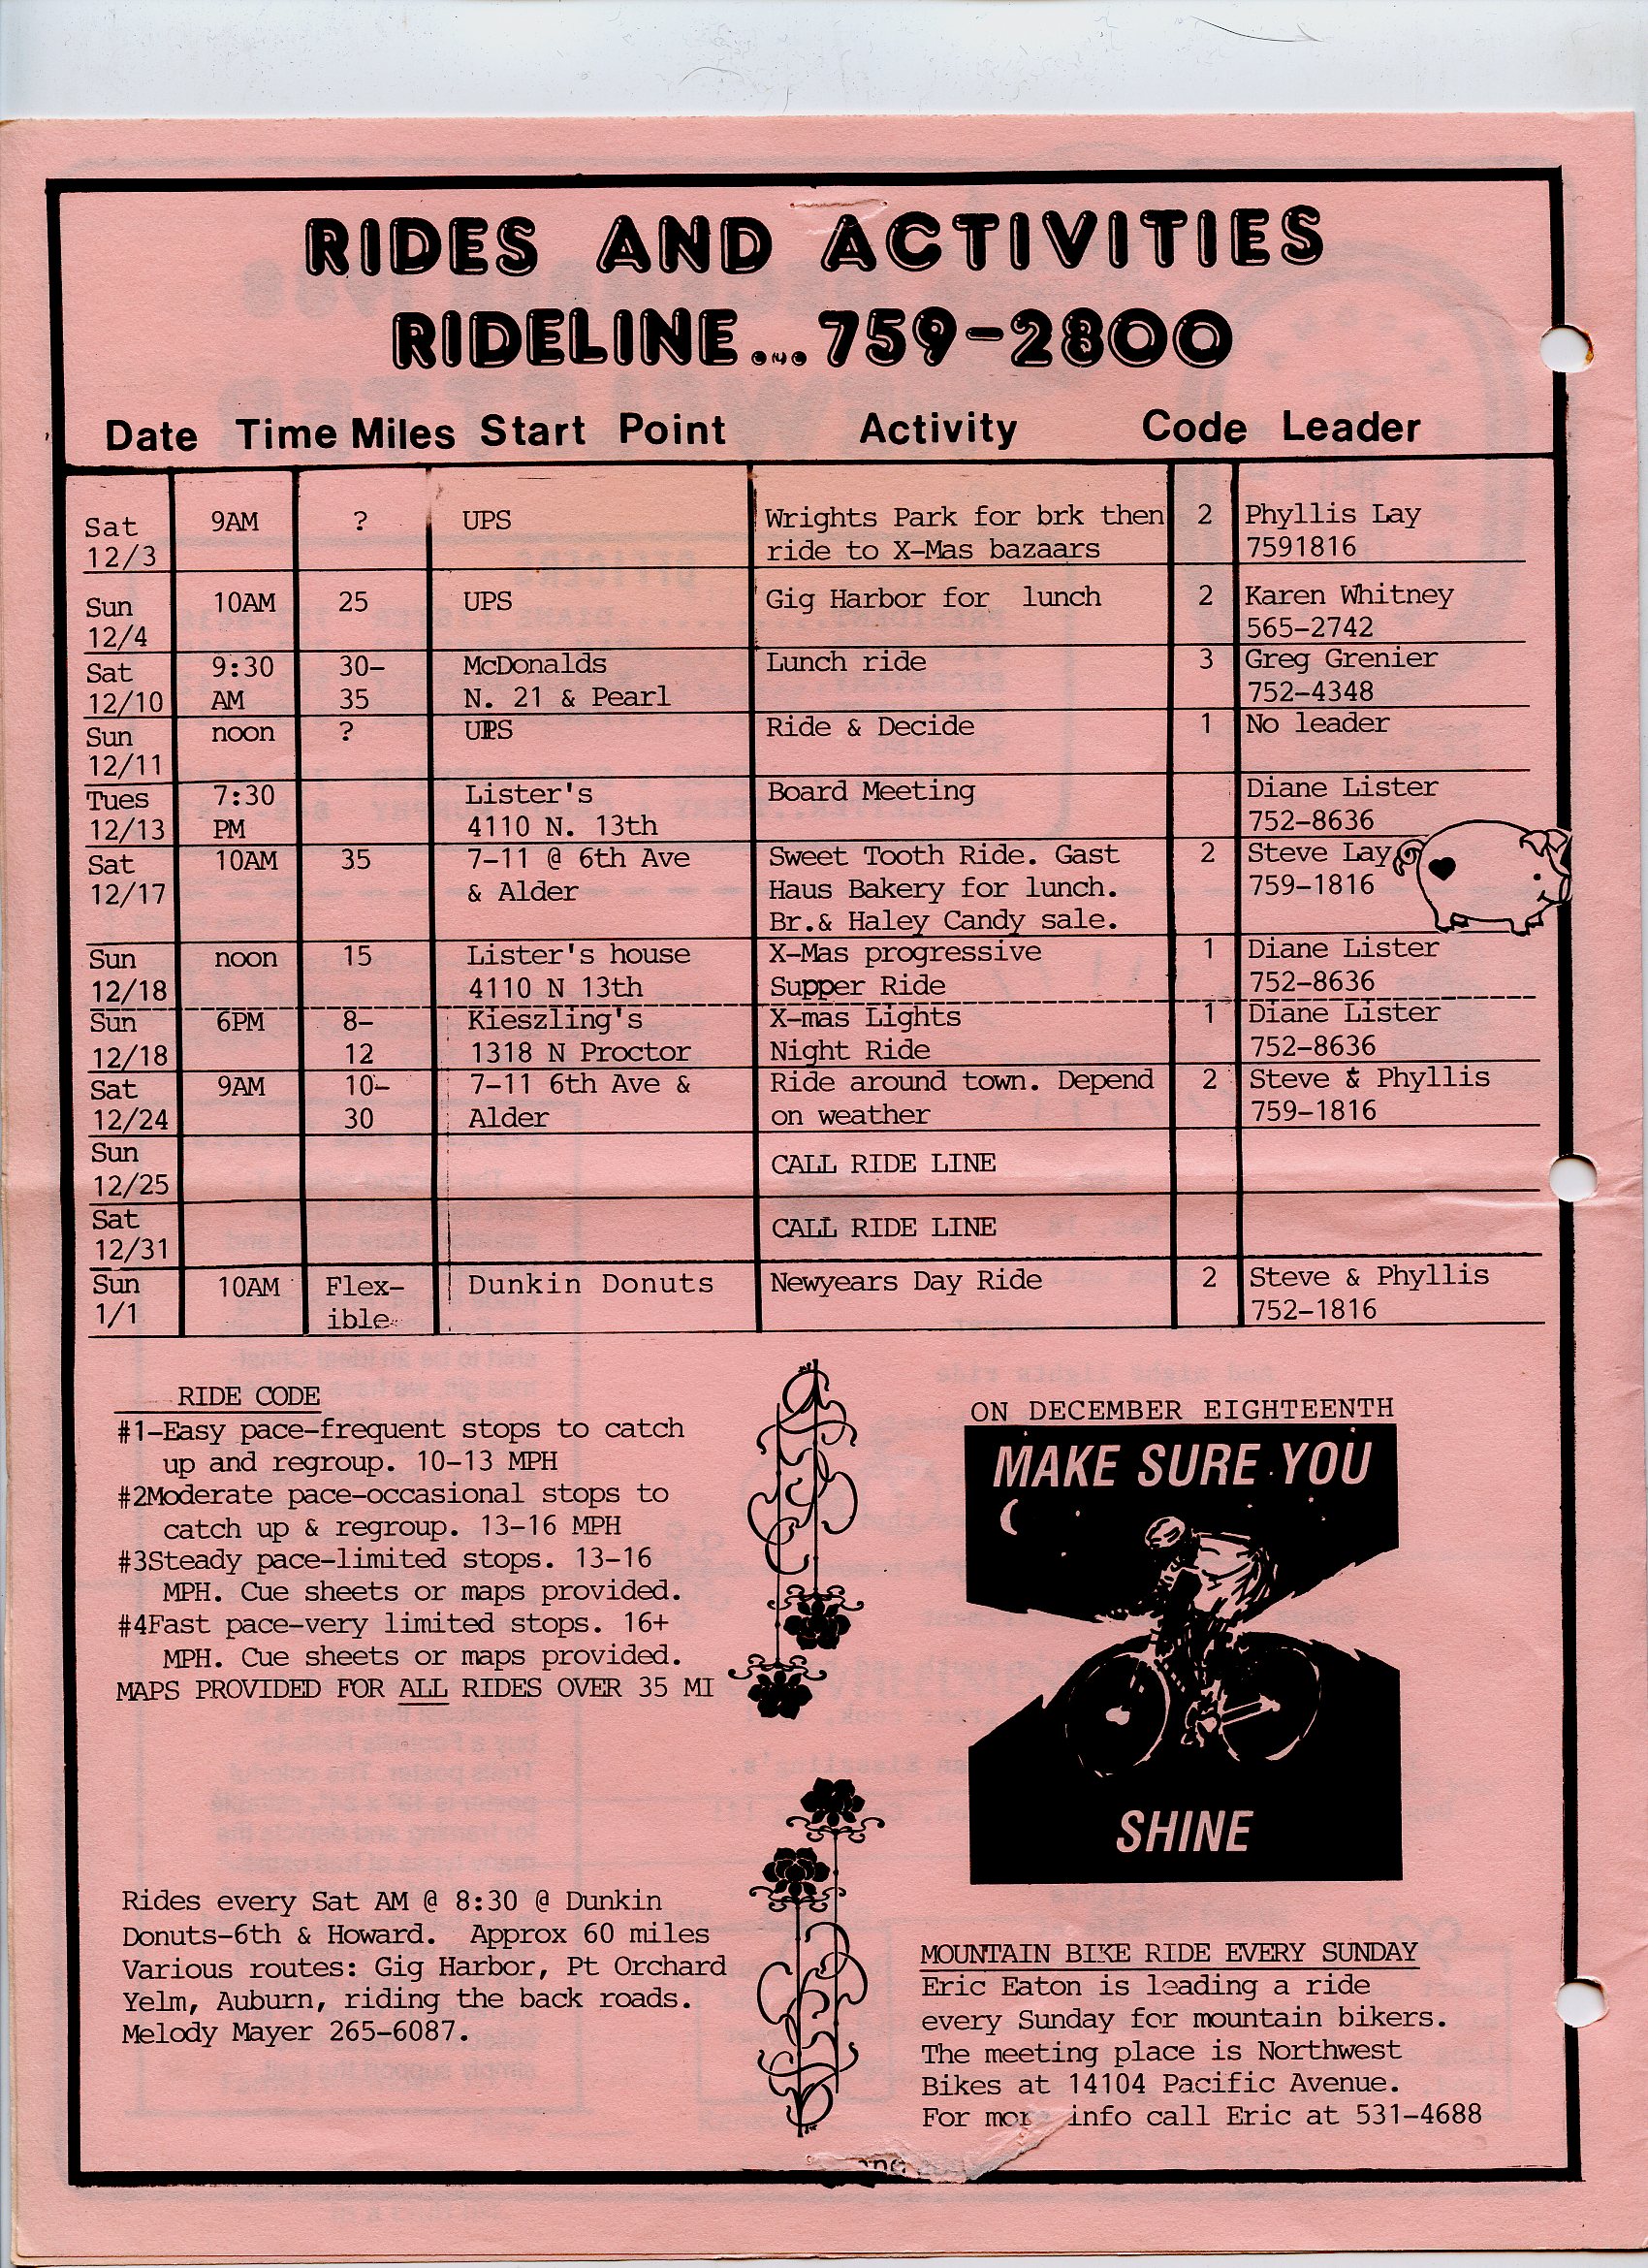 RIDES AND ACTIVITIES
RIDELINE....759-2800
Date Time Miles Start Point Activity Code Leader
Sat 9AM ? UPS Wrights Park for brk then 2 Phyllis Lay
12/3 ride to X-Mas bazaars 7591816
Sun 10AM 25 UPS Gig Harbor for lunch 2 Karen Whitney
12/4 565-2742
Sat 9:30 30- McDonalds Lunch ride 3 Greg Grenier
12/10 AM 35 N. 21 & Pearl 752-4348
Sun noon ? UPS Ride & Decide 1 No leader
12/11
Tues 7:30 Lister's Board Meeting Diane Lister
12/13 PM 4110 N. 13th 752-8636
Sat 10AM 35 7-11 @ 6th Ave Sweet Tooth Ride. Gast 2 Steve Lay
12/17 & Alder Haus Bakery for lunch. 759-1816
Br.& Haley Candy sale.
Sun noon 15 Lister's house X-Mas progressive 1 Diane Lister
12/18 4110 N 13th Supper Ride 752-8636
Sun 6PM 8- Kieszling's X-mas Lights 1 Diane Lister
12/18 12 1318 N Proctor Night Ride 752-8636
Sat 9AM 10- 7-11 6th Ave & Ride around town. Depend 2 Steve & Phyllis
12/24 30 Alder on weather 759-1816
Sun CALL RIDE LINE
12/25
Sat CALL RIDE LINE
12/31
Sun 10AM Flex- Dunkin Donuts Newyears Day Ride 2 Steve & Phyllis
1/1 ible 752-1816
RIDE CODE
#1-Easy pace-frequent stops to catch
up and regroup. 10-13 MPH
#2Moderate pace-occasional stops to
catch up & regroup. 13-16 MPH
#3Steady pace-limited stops. 13-16
MPH. Cue sheets or maps provided.
#4Fast pace-very limited stops. 16+
MPH. Cue sheets or maps provided.
MAPS PROVIDED FOR ALL RIDES OVER 35 MI
ON DECEMBER EIGHTEENTH
MAKE SURE YOU
SHINE
Rides every Sat AM @ 8:30 @ Dunkin
Donuts-6th & Howard. Approx 60 miles
Various routes: Gig Harbor, Pt Orchard
Yelm, Auburn, riding the back roads.
Melody Mayer 265-6087.
MOUNTAIN BIKE RIDE EVERY SUNDAY
Eric Eaton is leading a ride
every Sunday for mountain bikers.
The meeting place is Northwest
Bikes at 14104 Pacific Avenue.
For more info call Eric at 531-4688